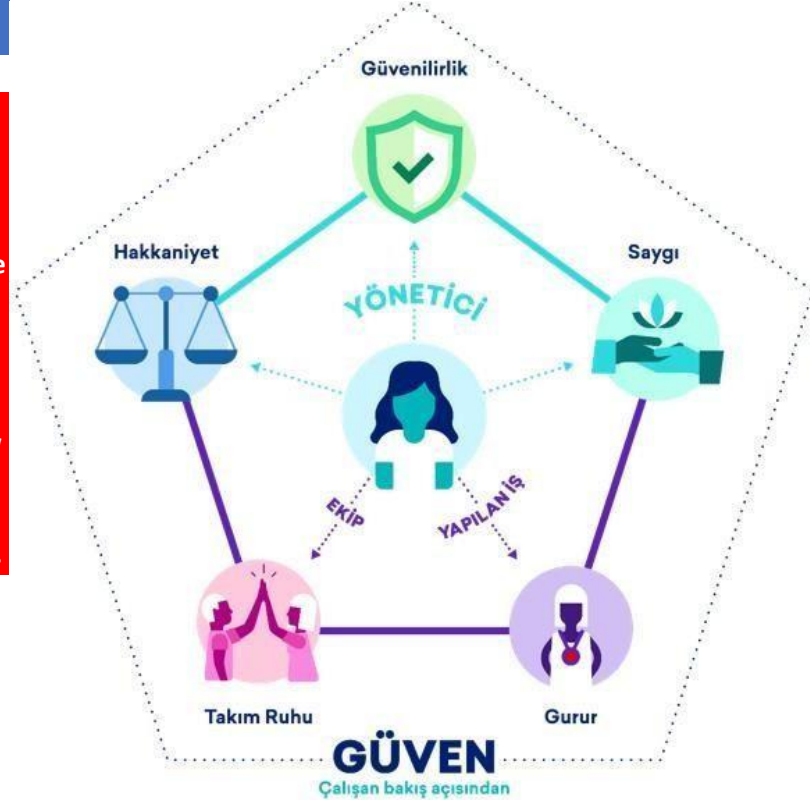 Güvenilirlik
Hakkaniyet
Saygı
e
YÖNETİCİ
EKİP
YAPILAN İŞ
Takım Ruhu
Gurur
GÜVEN
Çalışan bakış açısından